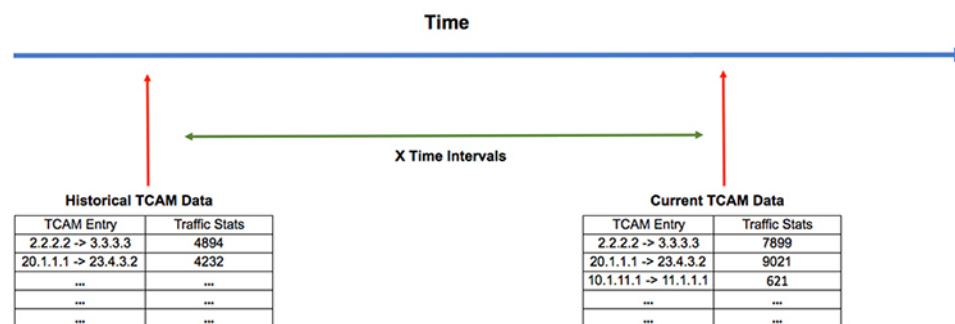 Time
X Time Intervals
Historical TCAM Data
TCAM Entry Traffic Stats
2.2.2.2 -> 3.3.3.3 4894
20.1.1.1 -> 23.4.3.2 4232
... ...
... ...
... ...
Current TCAM Data
TCAM Entry Traffic Stats
2.2.2.2 -> 3.3.3.3 7899
20.1.1.1 -> 23.4.3.2 9021
10.1.11.1 -> 11.1.1.1 621
... ...
... ...